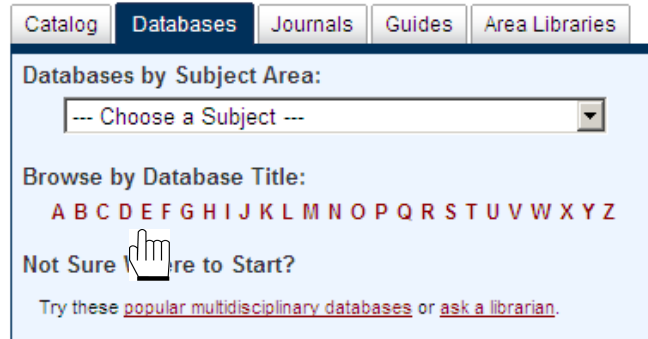 Catalog Databases Journals Guides Area Libraries
Databases by Subject Area:
--- Choose a Subject ---
Browse by Database Title:
A B C D E F G H I J K L M N O P Q R S T U V W X Y Z
Not Sure Where to Start?
Try these popular multidisciplinary databases or ask a librarian.